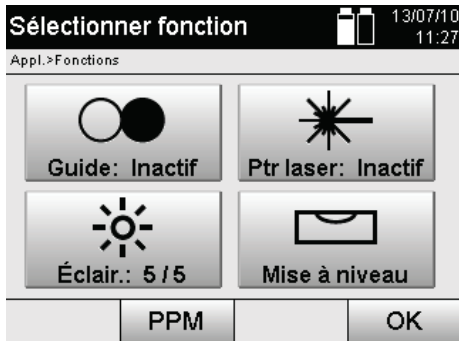 Sélectionner fonction
13/07/10
11:27
Appl.>Fonctions
Guide: Inactif
Ptr laser: Inactif
Éclair.: 5/5
Mise à niveau
PPM
OK